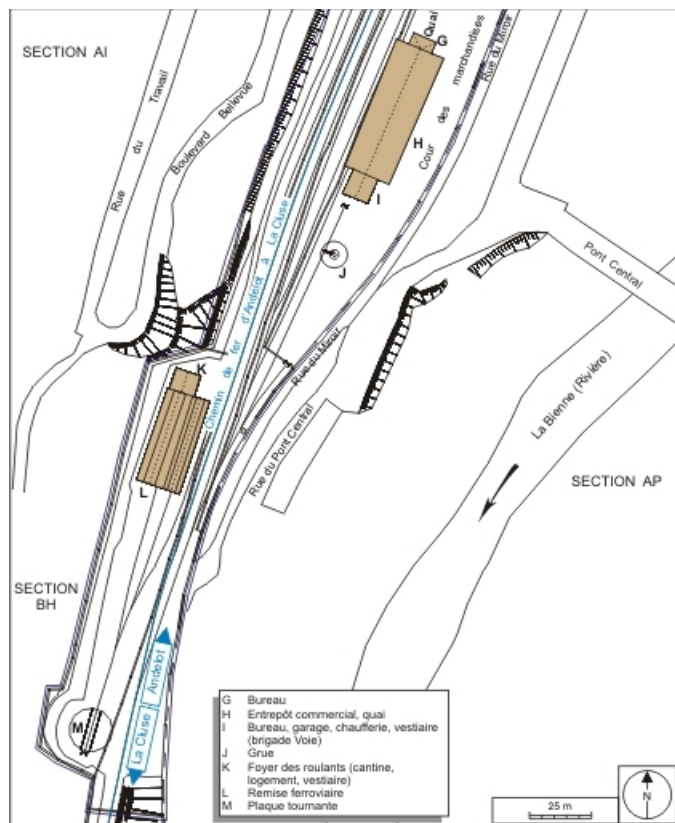 SECTION AI
Rue du Travail
Boulevard Bellevue
Quai
G
Cour des marchandises
Rue du Miroir
H
I
J
Chemin de fer d'Andelot à La Cluse
Pont Central
Rue du Miroir
K
Rue du Pont Central
La Bienne (Rivière)
L
SECTION AP
SECTION
BH
M
La Cluse
Andelot
G Bureau
H Entrepôt commercial, quai
I Bureau, garage, chaufferie, vestiaire
(brigade Voie)
J Grue
K Foyer des roulants (cantine,
logement, vestiaire)
L Remise ferroviaire
M Plaque tournante
25 m
N